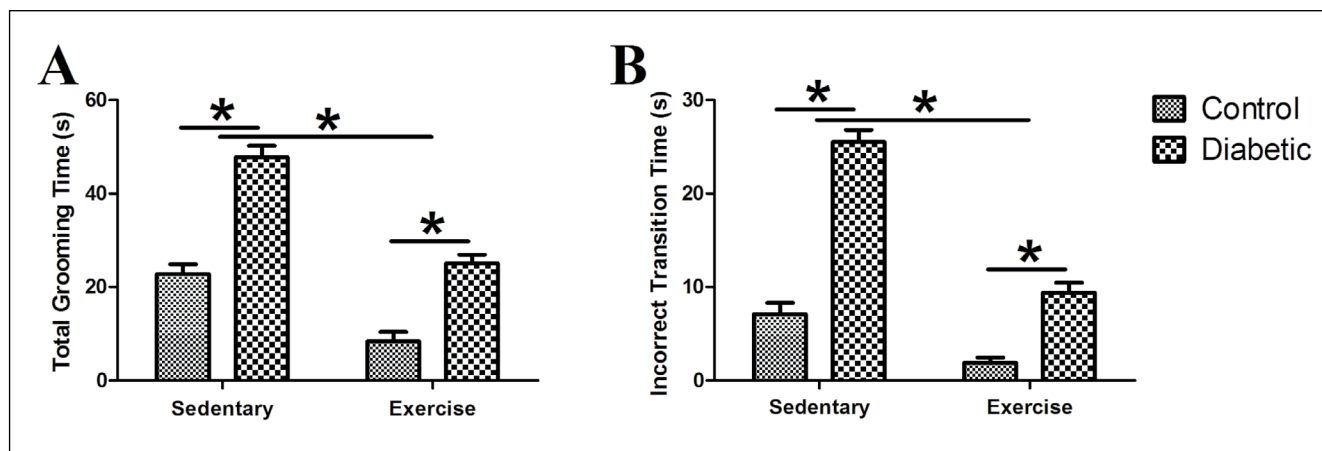 A
Total Grooming Time (s)
60
40
20
0
*
*
*
Sedentary
Exercise
B
Incorrect Transition Time (s)
30
20
10
0
*
*
*
Sedentary
Exercise
Control
Diabetic